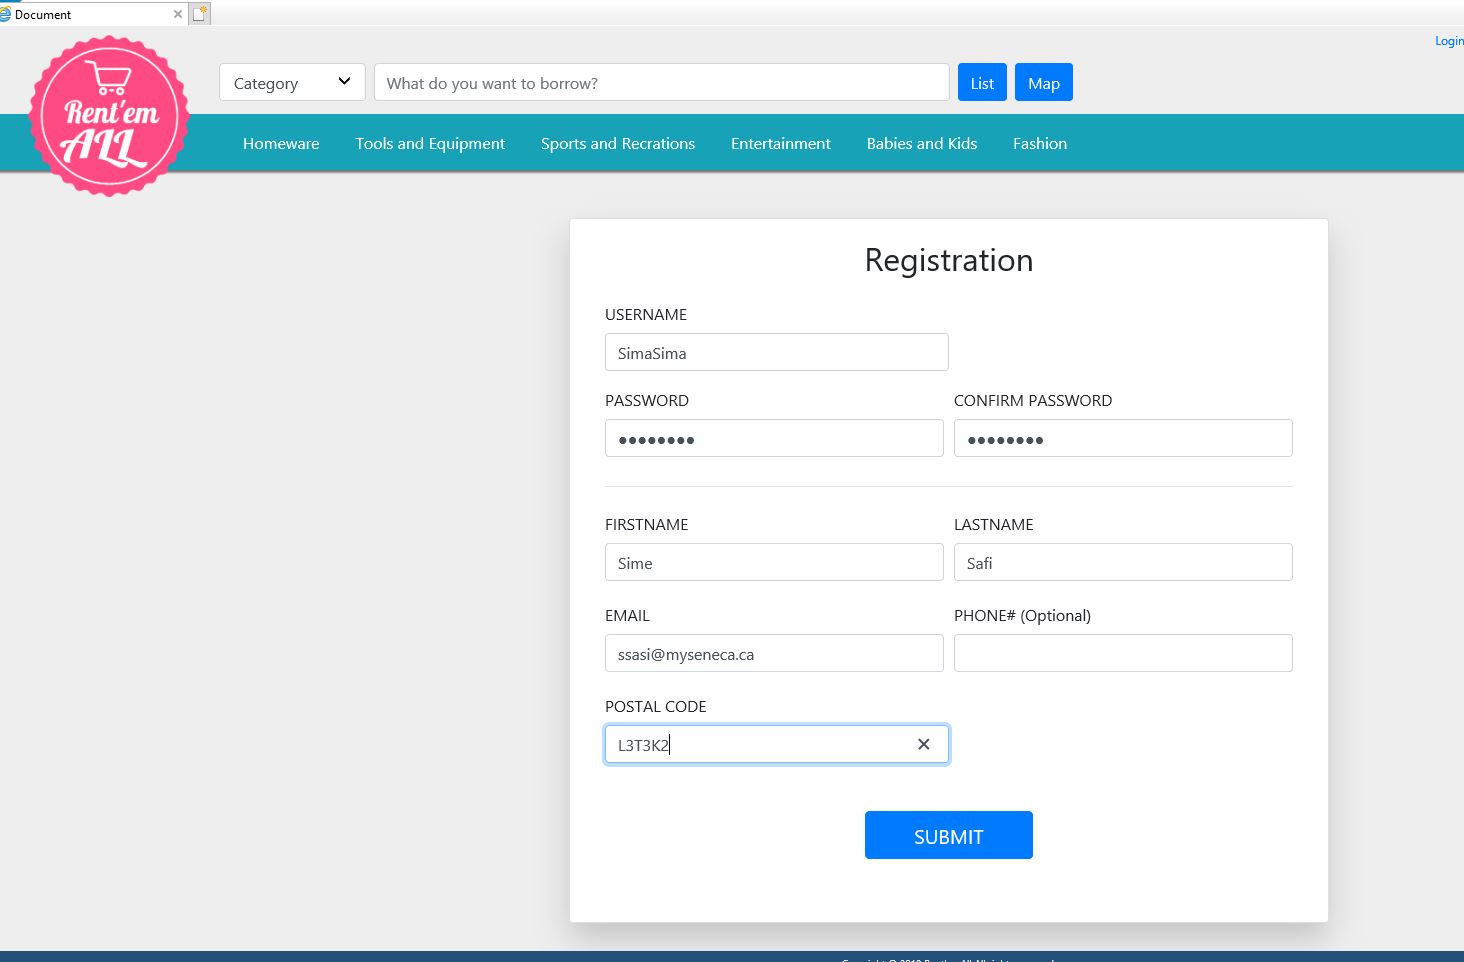 Document
Login
Rent'em
ALL
Category
What do you want to borrow?
List
Map
Homeware
Tools and Equipment
Sports and Recrations
Entertainment
Babies and Kids
Fashion
Registration
USERNAME
SimaSima
PASSWORD
CONFIRM PASSWORD
●●●●●●●●
●●●●●●●●
FIRSTNAME
LASTNAME
Sime
Safi
EMAIL
PHONE# (Optional)
ssasi@myseneca.ca
POSTAL CODE
L3T3K2
SUBMIT